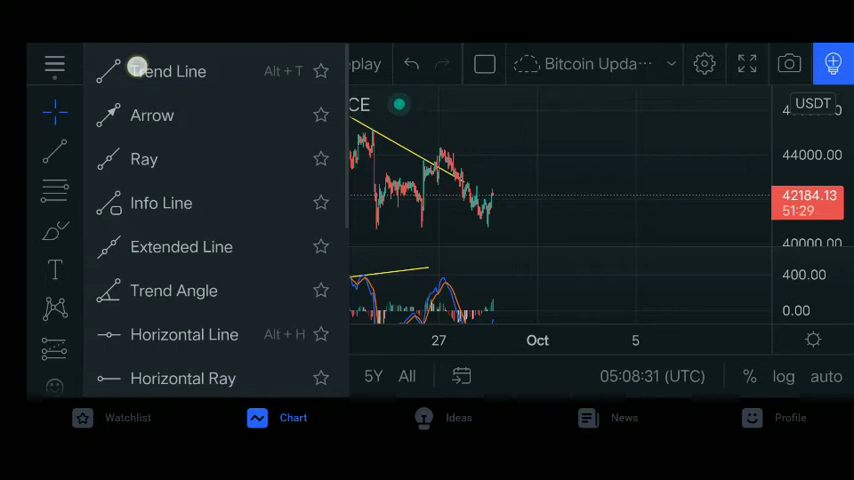 Trend Line Alt + T
Arrow
Ray
Info Line
Extended Line
Trend Angle
Horizontal Line Alt + H
Horizontal Ray
play
Bitcoin Upda···
CE
USDT
44000.00
42184.13
51:29
40000.00
400.00
0.00
27 Oct 5
5Y All
05:08:31 (UTC)
% log auto
Watchlist Chart Ideas News Profile